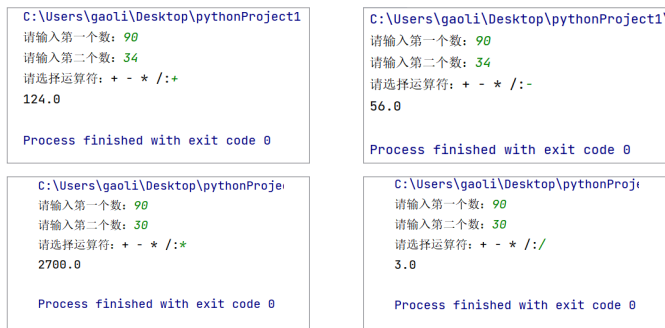 C:\Users\gaoli\Desktop\pythonProject1
请输入第一个数：90
请输入第二个数：34
请选择运算符：+ - * /:+
124.0
Process finished with exit code 0
C:\Users\gaoli\Desktop\pythonProject1\
请输入第一个数：90
请输入第二个数：34
请选择运算符：+ - * /:-
56.0
Process finished with exit code 0
C:\Users\gaoli\Desktop\pythonProje
请输入第一个数：90
请输入第二个数：30
请选择运算符：+ - * /:*
2700.0
Process finished with exit code 0
C:\Users\gaoli\Desktop\pythonProje
请输入第一个数：90
请输入第二个数：30
请选择运算符：+ - * /:/
3.0
Process finished with exit code 0